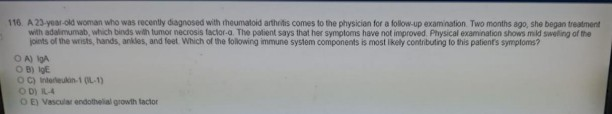 116. A 23-year-old woman who was recently diagnosed with rheumatoid arthritis comes to the physician for a follow-up examination. Two months ago, she began treatment
with adalimumab, which binds with tumor necrosis factor-α. The patient says that her symptoms have not improved. Physical examination shows mild swelling of the
joints of the wrists, hands, ankles, and feet. Which of the following immune system components is most likely contributing to this patient's symptoms?
A) IgA
B) IgE
C) Interleukin-1 (IL-1)
D) IL-4
E) Vascular endothelial growth factor